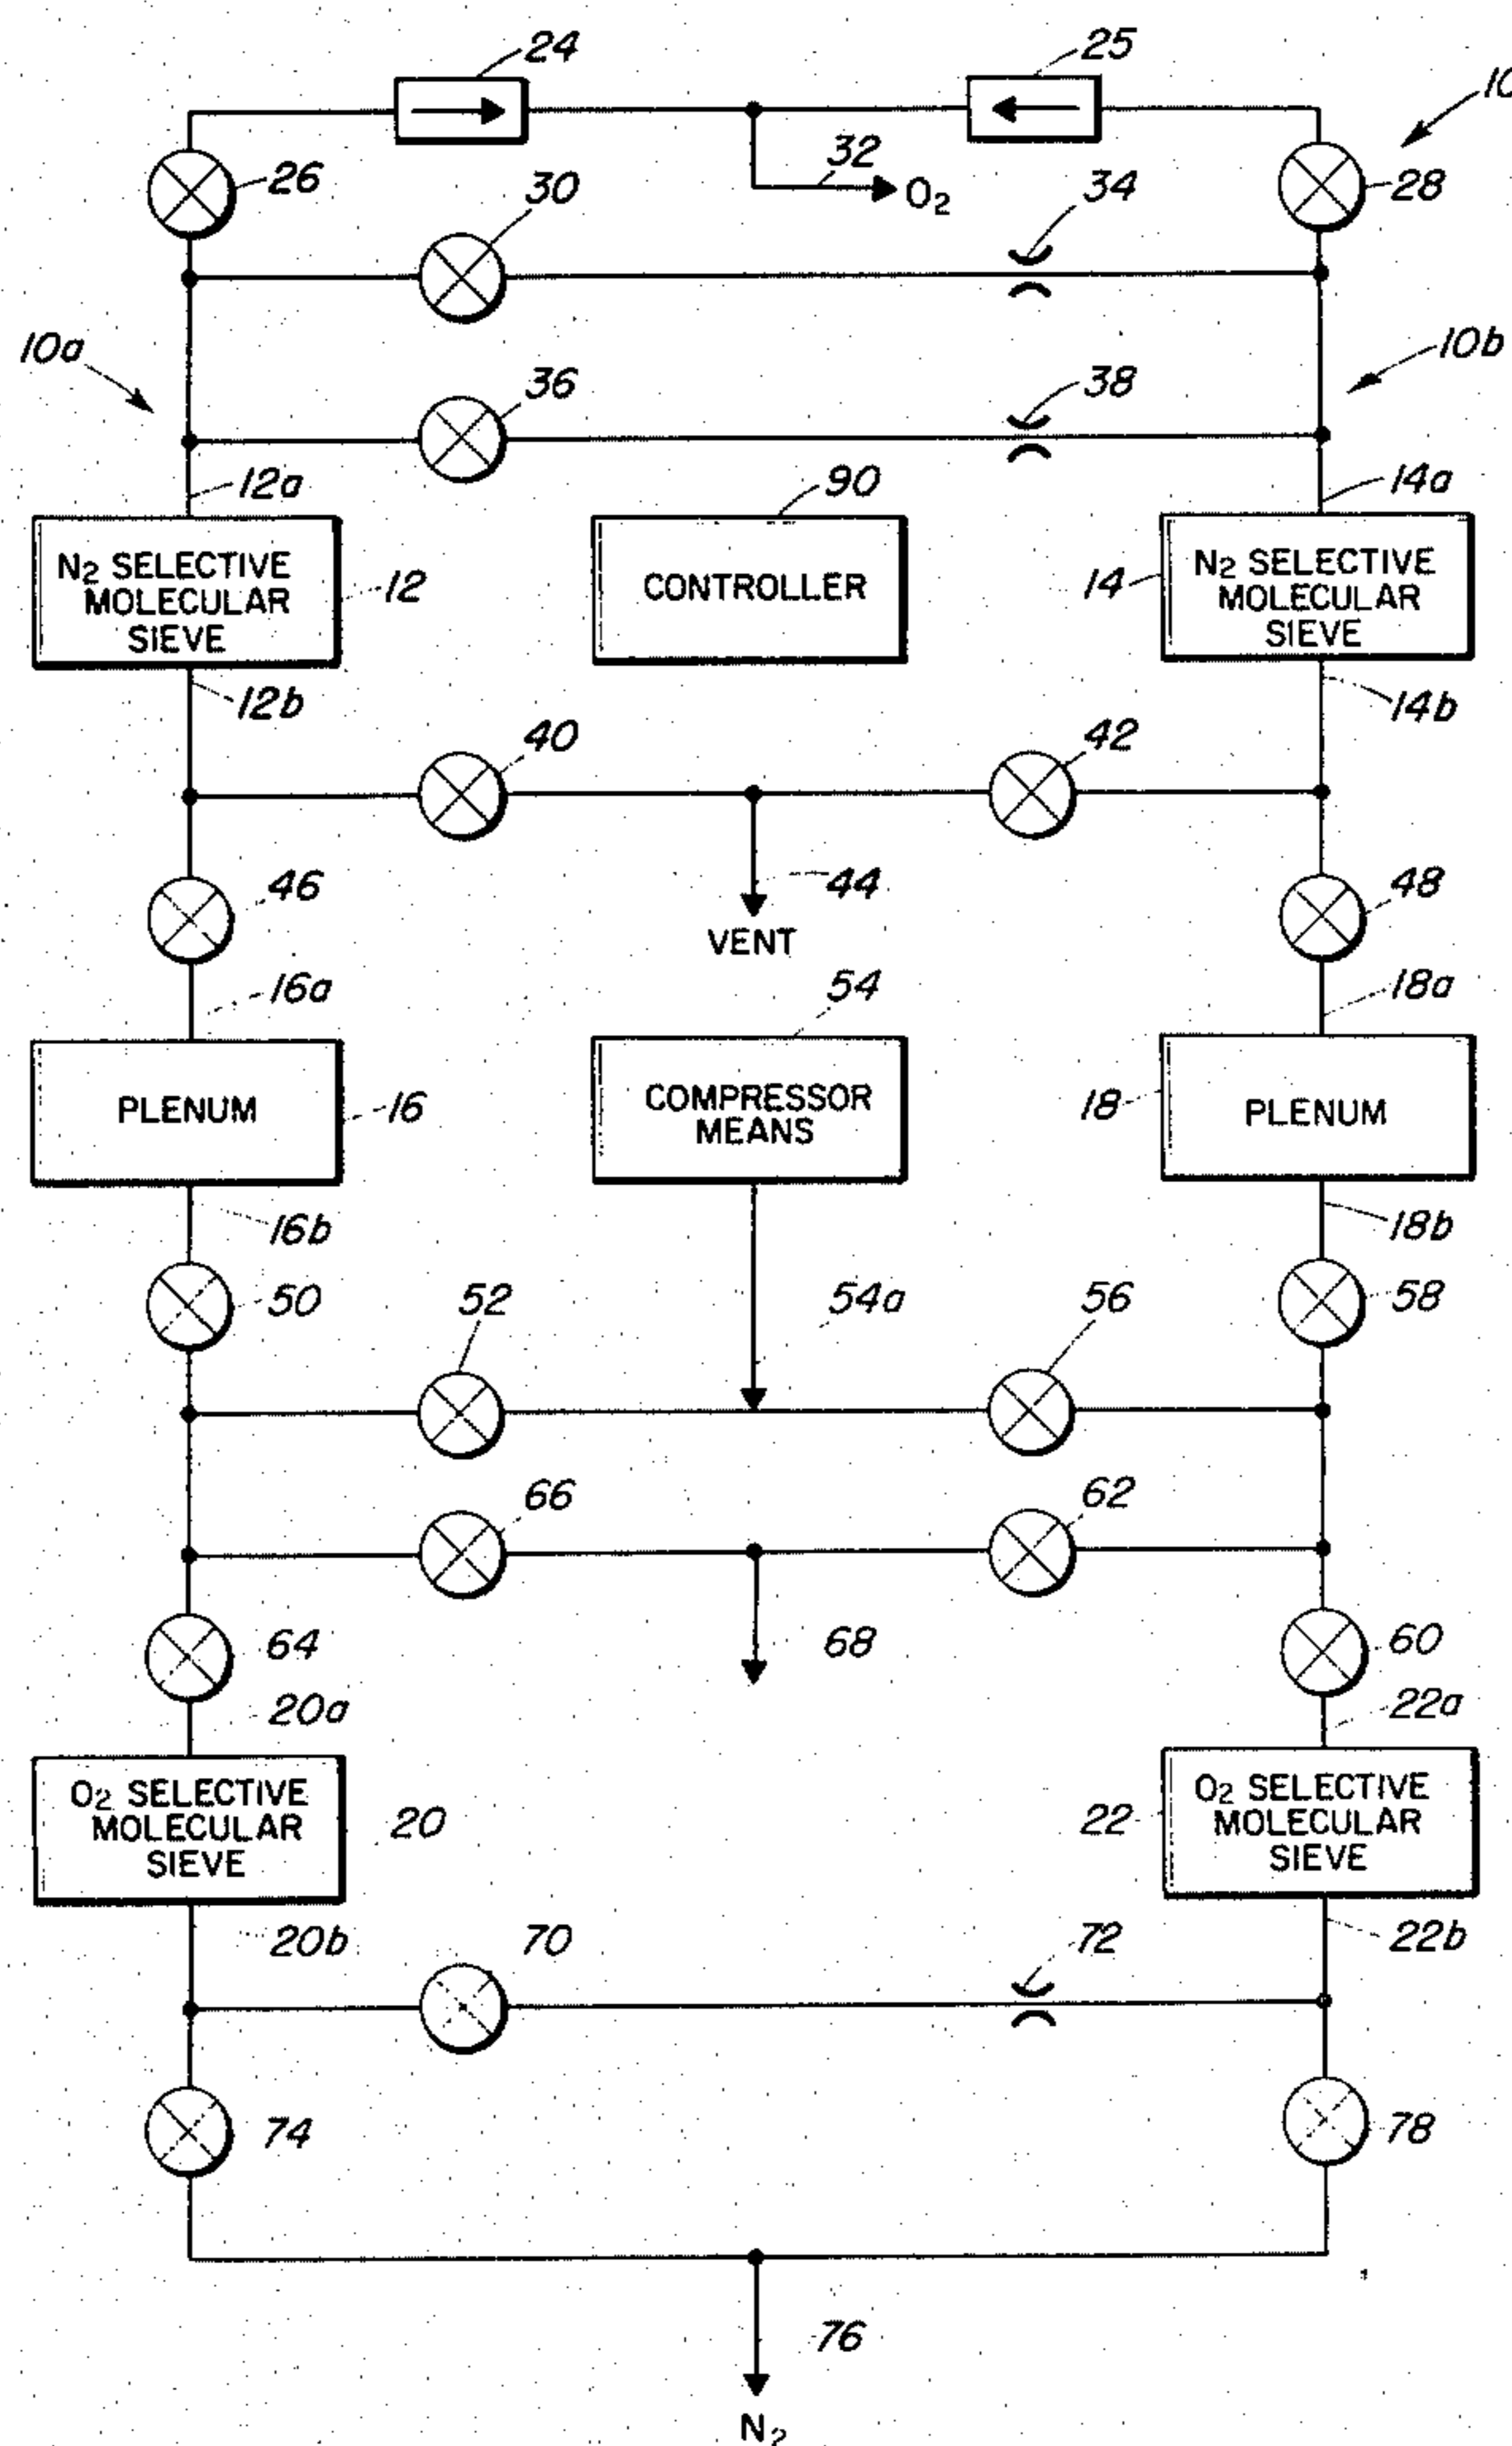 24
25
10
26
32
O2
28
30
34
10a
10b
36
38
12a
90
14a
N2 SELECTIVE
MOLECULAR
SIEVE
12
CONTROLLER
14
N2 SELECTIVE
MOLECULAR
SIEVE
12b
14b
40
42
46
44
48
VENT
16a
54
18a
PLENUM
16
COMPRESSOR
MEANS
18
PLENUM
16b
18b
50
52
54a
56
58
66
62
64
68
60
20a
22a
O2 SELECTIVE
MOLECULAR
SIEVE
20
22
O2 SELECTIVE
MOLECULAR
SIEVE
20b
70
72
22b
74
78
76
N2